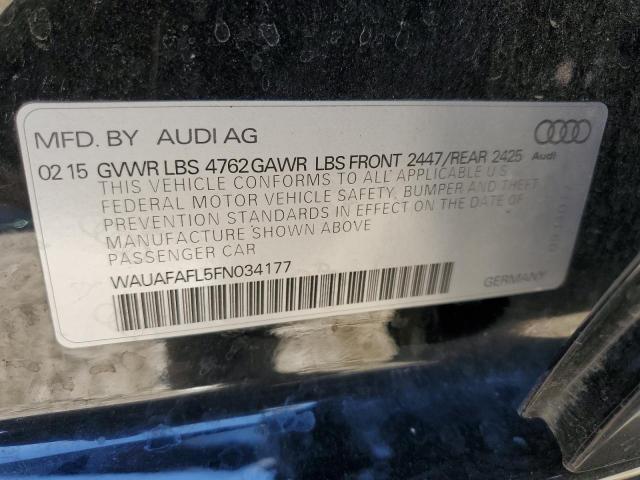 MFD. BY AUDI AG
02 15 GVWR LBS 4762 GAWR LBS FRONT 2447/REAR 2425
Audi
THIS VEHICLE CONFORMS TO ALL APPLICABLE U.S.
FEDERAL MOTOR VEHICLE SAFETY, BUMPER AND THEFT
PREVENTION STANDARDS IN EFFECT ON THE DATE OF
MANUFACTURE SHOWN ABOVE
PASSENGER CAR
WAUAFAFL5FN034177
GERMANY